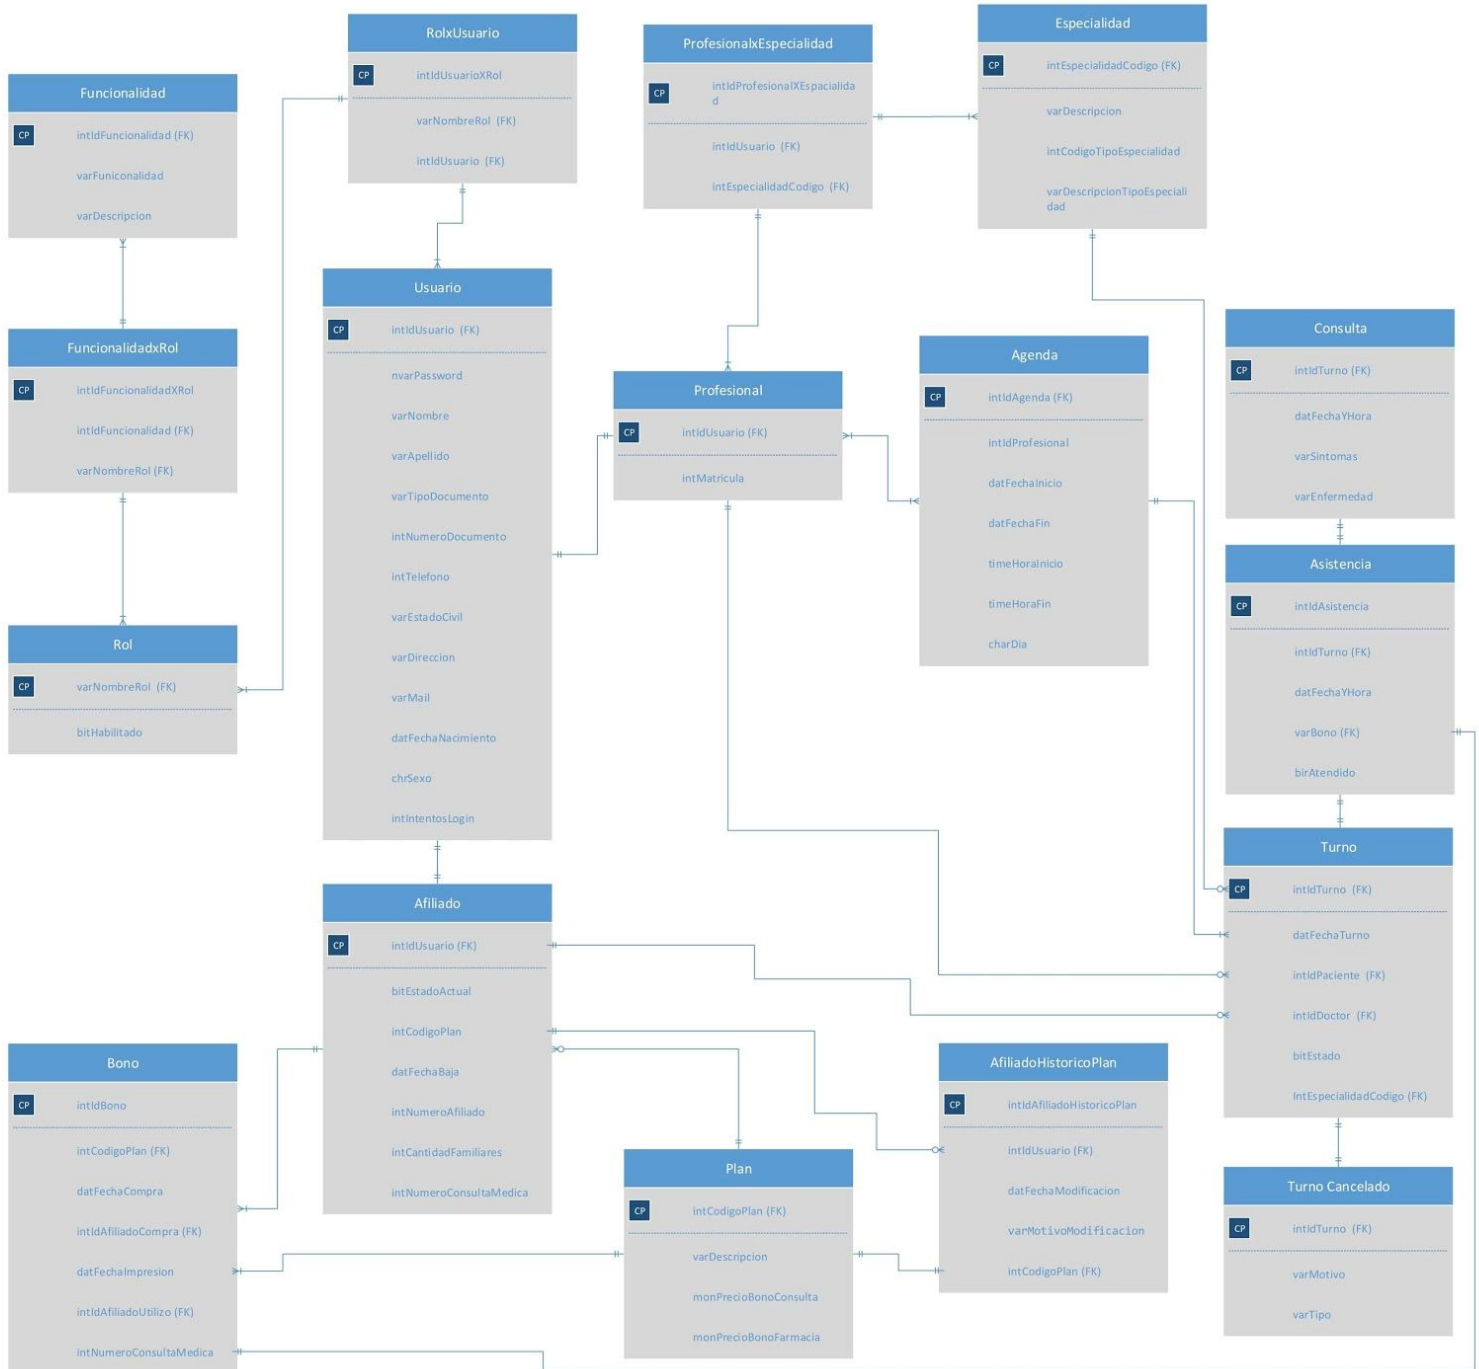 RolxUsuario
CP
intIdUsuarioXRol
varNombreRol (FK)
intIdUsuario (FK)
ProfesionalxEspecialidad
CP
intIdProfesionalXEspacialida
d
intIdUsuario (FK)
intEspecialidadCodigo (FK)
Especialidad
CP
intEspecialidadCodigo (FK)
varDescripcion
intCodigoTipoEspecialidad
varDescripcionTipoEspeciali
dad
Funcionalidad
CP
intIdFuncionalidad (FK)
varFuniconalidad
varDescripcion
FuncionalidadxRol
CP
intIdFuncionalidadXRol
intIdFuncionalidad (FK)
varNombreRol (FK)
Rol
CP
varNombreRol (FK)
bitHabilitado
Usuario
CP
intIdUsuario (FK)
nvarPassword
varNombre
varApellido
varTipoDocumento
intNumeroDocumento
intTelefono
varEstadoCivil
varDireccion
varMail
datFechaNacimiento
chrSexo
intIntentosLogin
Profesional
CP
intIdUsuario (FK)
intMatricula
Agenda
CP
intIdAgenda (FK)
intIdProfesional
datFechaInicio
datFechaFin
timeHoraInicio
timeHoraFin
charDia
Consulta
CP
intIdTurno (FK)
datFechaYHora
varSintomas
varEnfermedad
Asistencia
CP
intIdAsistencia
intIdTurno (FK)
datFechaYHora
varBono (FK)
birAtendido
Turno
CP
intIdTurno (FK)
datFechaTurno
intIdPaciente (FK)
intIdDoctor (FK)
bitEstado
IntEspecialidadCodigo (FK)
Afiliado
CP
intIdUsuario (FK)
bitEstadoActual
intCodigoPlan
datFechaBaja
intNumeroAfiliado
intCantidadFamiliares
intNumeroConsultaMedica
Bono
CP
intIdBono
intCodigoPlan (FK)
datFechaCompra
intIdAfiliadoCompra (FK)
datFechaImpresion
intIdAfiliadoUtilizo (FK)
intNumeroConsultaMedica
Plan
CP
intCodigoPlan (FK)
varDescripcion
monPrecioBonoConsulta
monPrecioBonoFarmacia
AfiliadoHistoricoPlan
CP
intIdAfiliadoHistoricoPlan
intIdUsuario (FK)
datFechaModificacion
varMotivoModificacion
intCodigoPlan (FK)
Turno Cancelado
CP
intIdTurno (FK)
varMotivo
varTipo